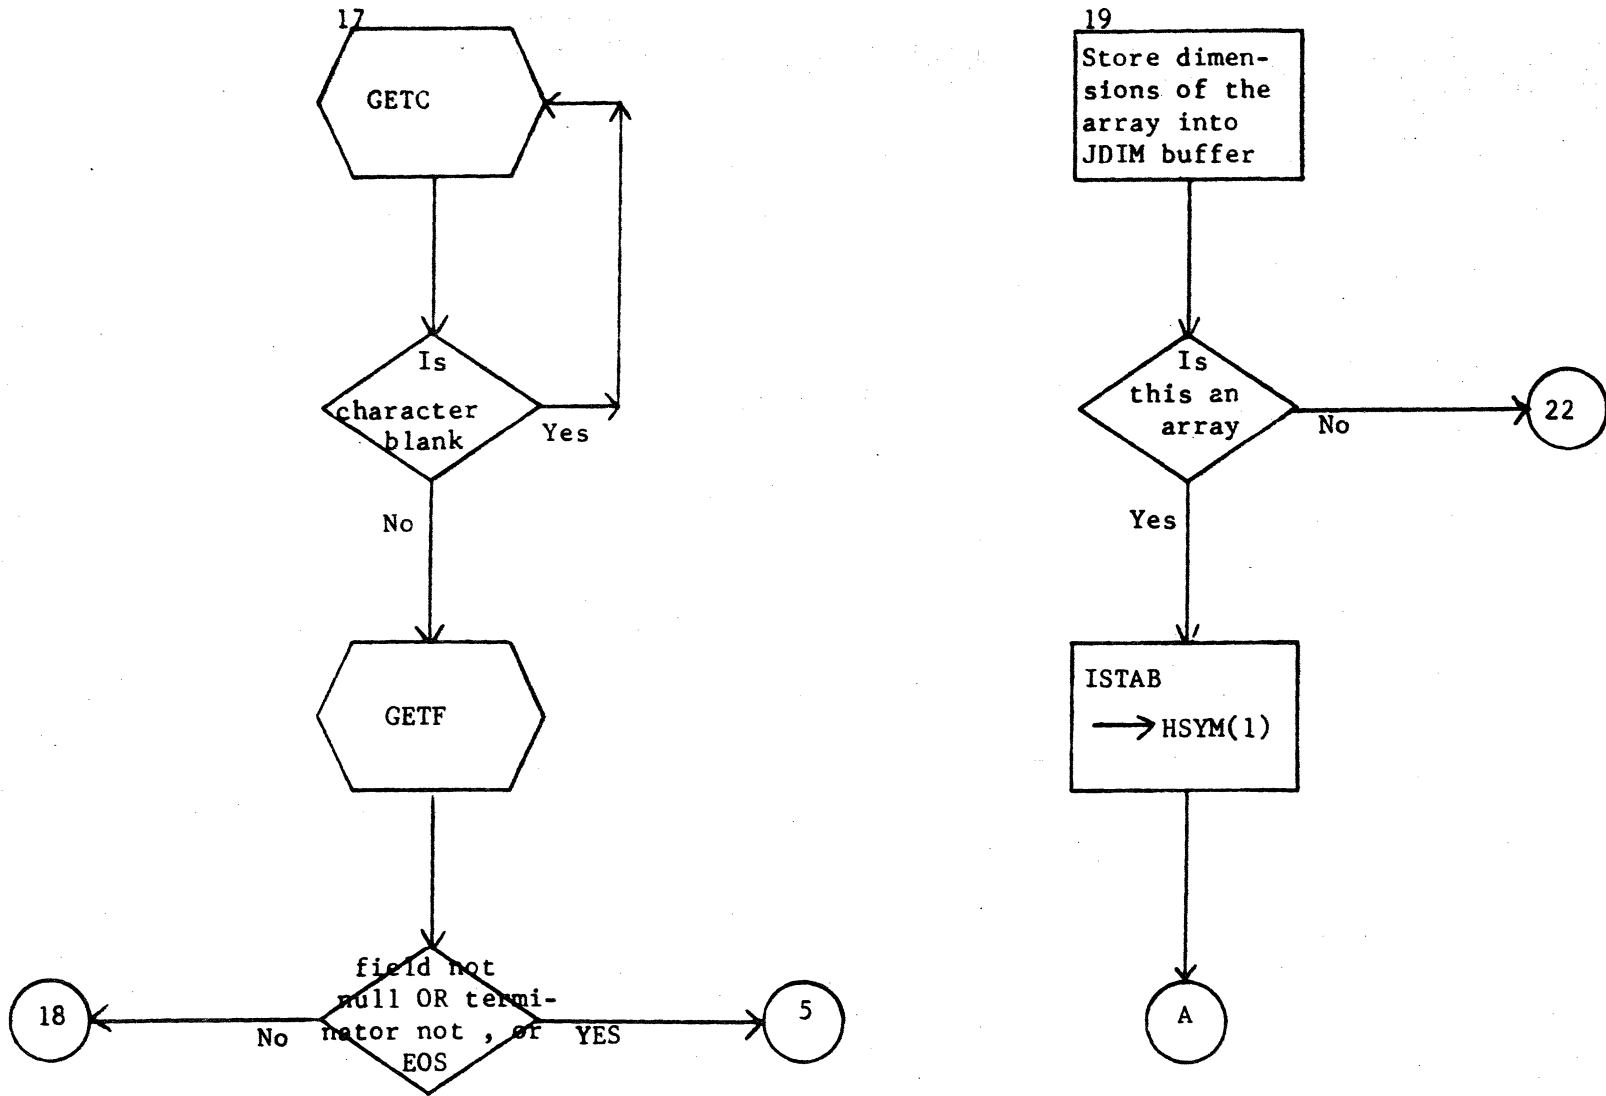 17
GETC
Is
character
blank
Yes
No
GETF
field not
null OR termi-
nator not , or
EOS
No
YES
18
5
19
Store dimen-
sions of the
array into
JDIM buffer
Is
this an
array
No
22
Yes
ISTAB
→HSYM(1)
A